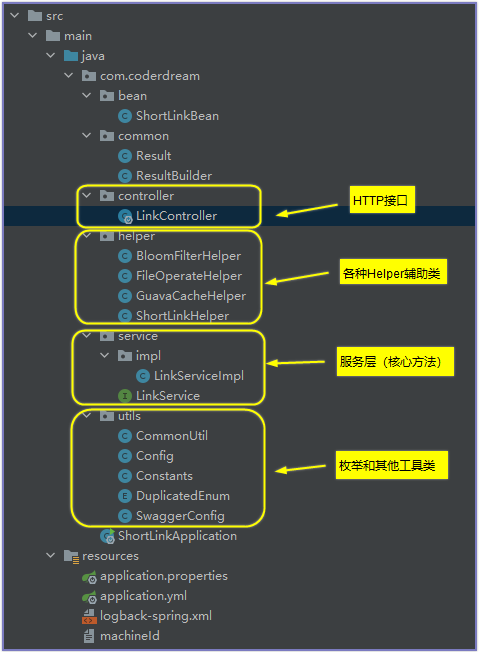 src
main
java
com.coderdream
bean
ShortLinkBean
common
Result
ResultBuilder
controller
HTTP接口
LinkController
helper
BloomFilterHelper
FileOperateHelper
各种Helper辅助类
GuavaCacheHelper
ShortLinkHelper
service
impl
服务层（核心方法）
LinkServiceImpl
LinkService
utils
CommonUtil
Config
枚举和其他工具类
Constants
DuplicatedEnum
SwaggerConfig
ShortLinkApplication
resources
application.properties
application.yml
logback-spring.xml
machineId